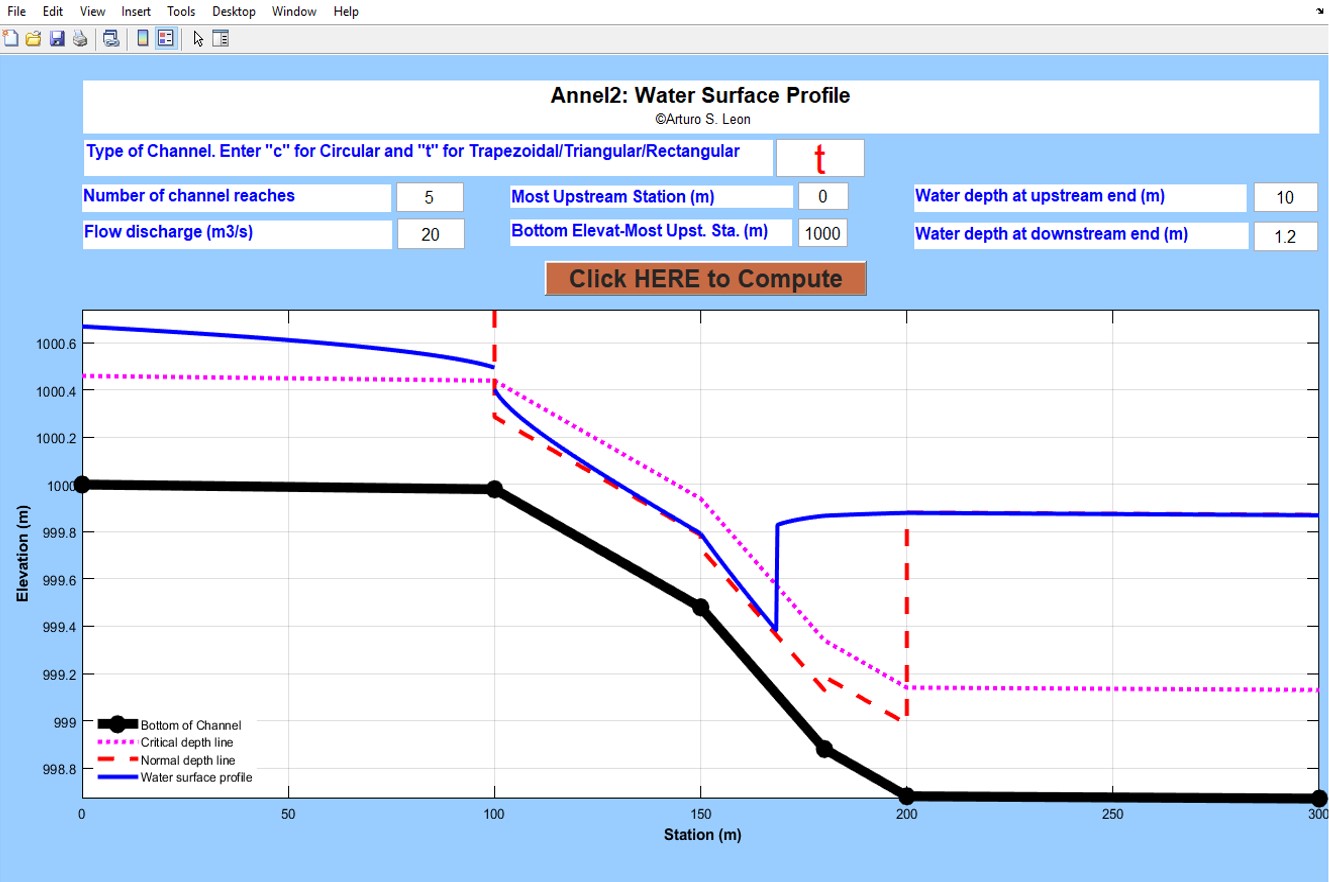 File Edit View Insert Tools Desktop Window Help
Annel2: Water Surface Profile
©Arturo S. Leon
Type of Channel. Enter "c" for Circular and "t" for Trapezoidal/Triangular/Rectangular t
Number of channel reaches 5 Most Upstream Station (m) 0 Water depth at upstream end (m) 10
Flow discharge (m3/s) 20 Bottom Elevat-Most Upst. Sta. (m) 1000 Water depth at downstream end (m) 1.2
Click HERE to Compute
1000.6
1000.4
1000.2
1000
999.8
999.6
999.4
999.2
999
998.8
Elevation (m)
Bottom of Channel
Critical depth line
Normal depth line
Water surface profile
0 50 100 150 200 250 300
Station (m)